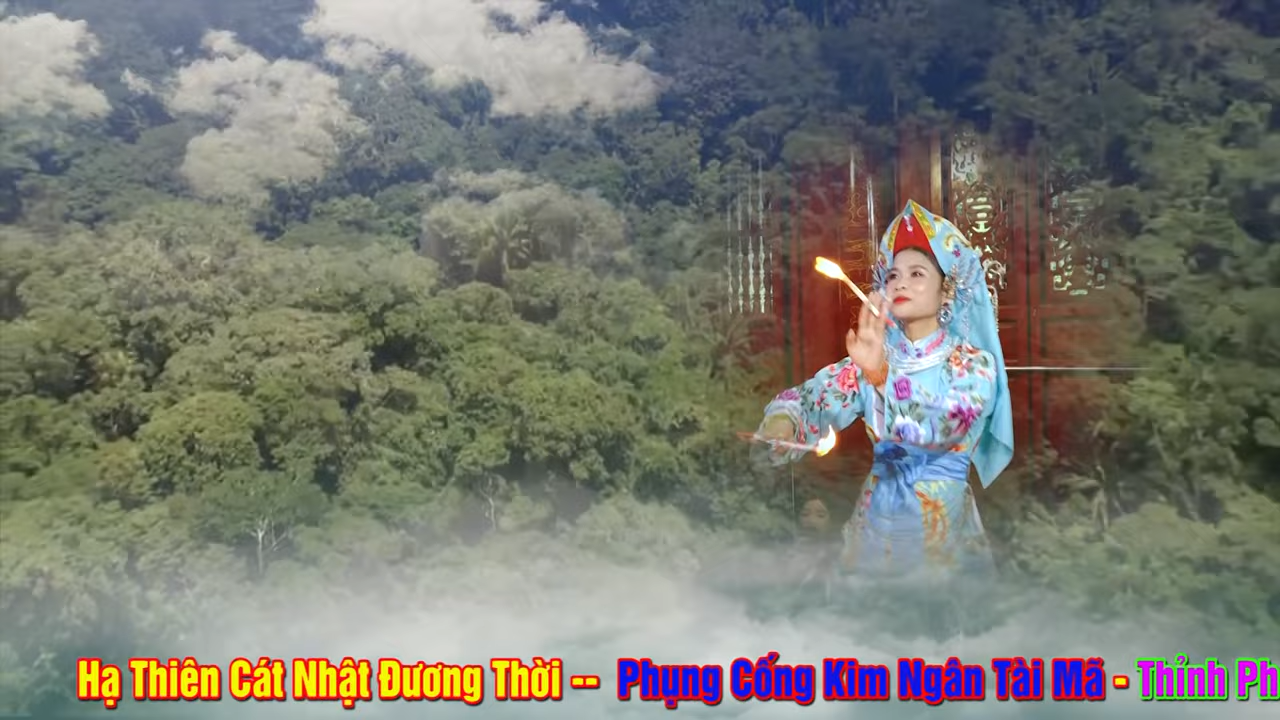 Hạ Thiên Cát Nhật Đương Thời -- Phụng Cống Kim Ngân Tài Mã - Thỉnh